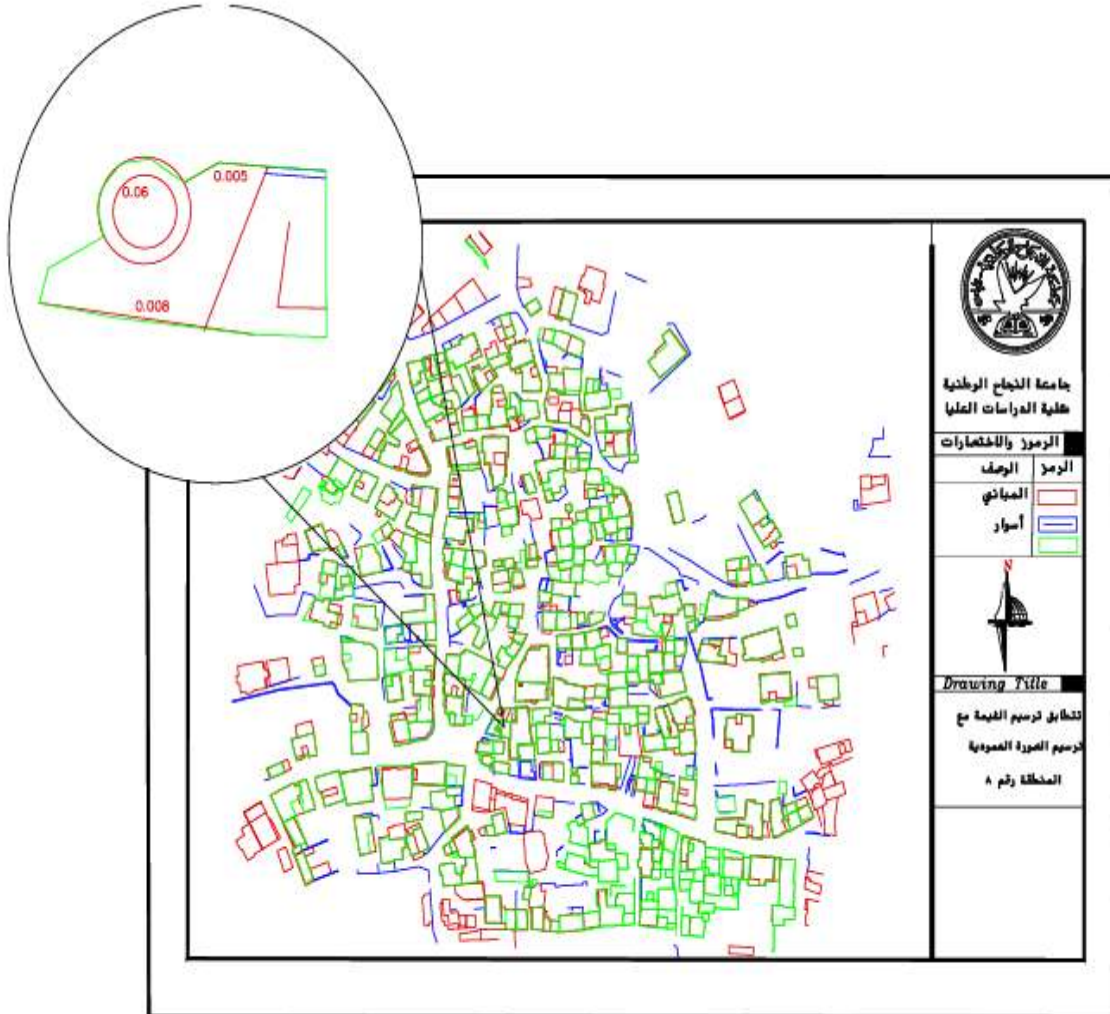 0.06
0.005
0.008
جامعة النجاح الوطنية
كلية الدراسات العليا
الرموز والاختصارات
الرمز الوصف
المباني
أسوار
N
Drawing Title
تتطابق ترسيم القيمة مع
ترسيم الصورة العمودية
المنطقة رقم ٨